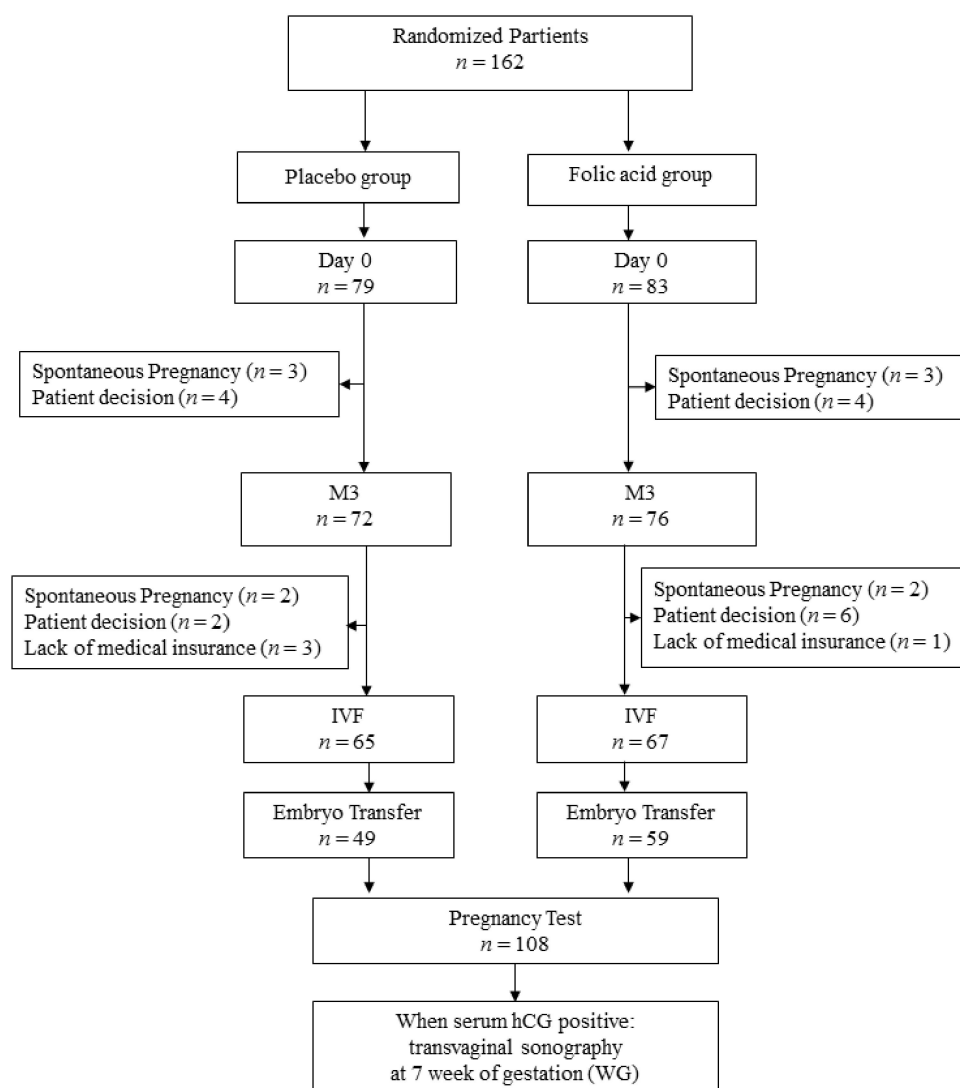 Randomized Partients
n = 162
Placebo group
Folic acid group
Day 0
n = 79
Day 0
n = 83
Spontaneous Pregnancy (n = 3)
Patient decision (n = 4)
Spontaneous Pregnancy (n = 3)
Patient decision (n = 4)
M3
n = 72
M3
n = 76
Spontaneous Pregnancy (n = 2)
Patient decision (n = 2)
Lack of medical insurance (n = 3)
Spontaneous Pregnancy (n = 2)
Patient decision (n = 6)
Lack of medical insurance (n = 1)
IVF
n = 65
IVF
n = 67
Embryo Transfer
n = 49
Embryo Transfer
n = 59
Pregnancy Test
n = 108
When serum hCG positive:
transvaginal sonography
at 7 week of gestation (WG)